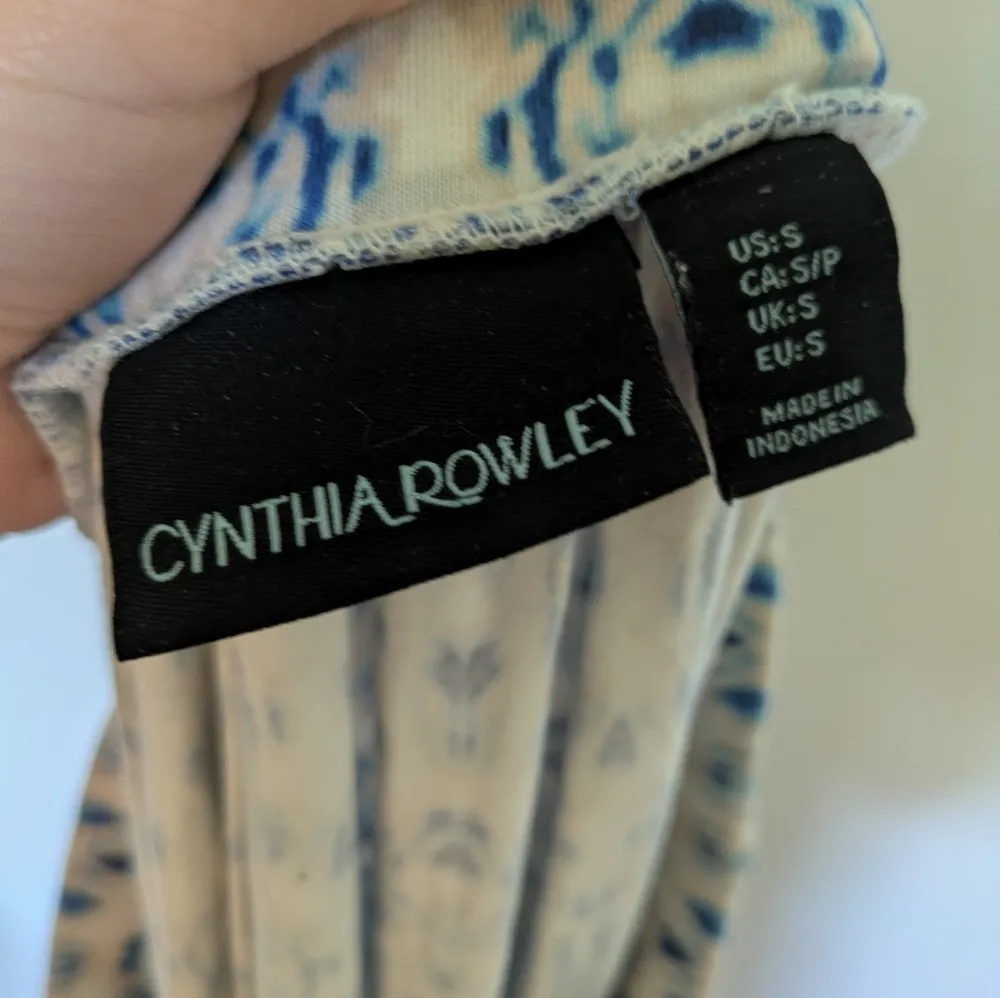 CYNTHIA ROWLEY
US:S
CA:S/P
UK:S
EU:S
MADE IN
INDONESIA